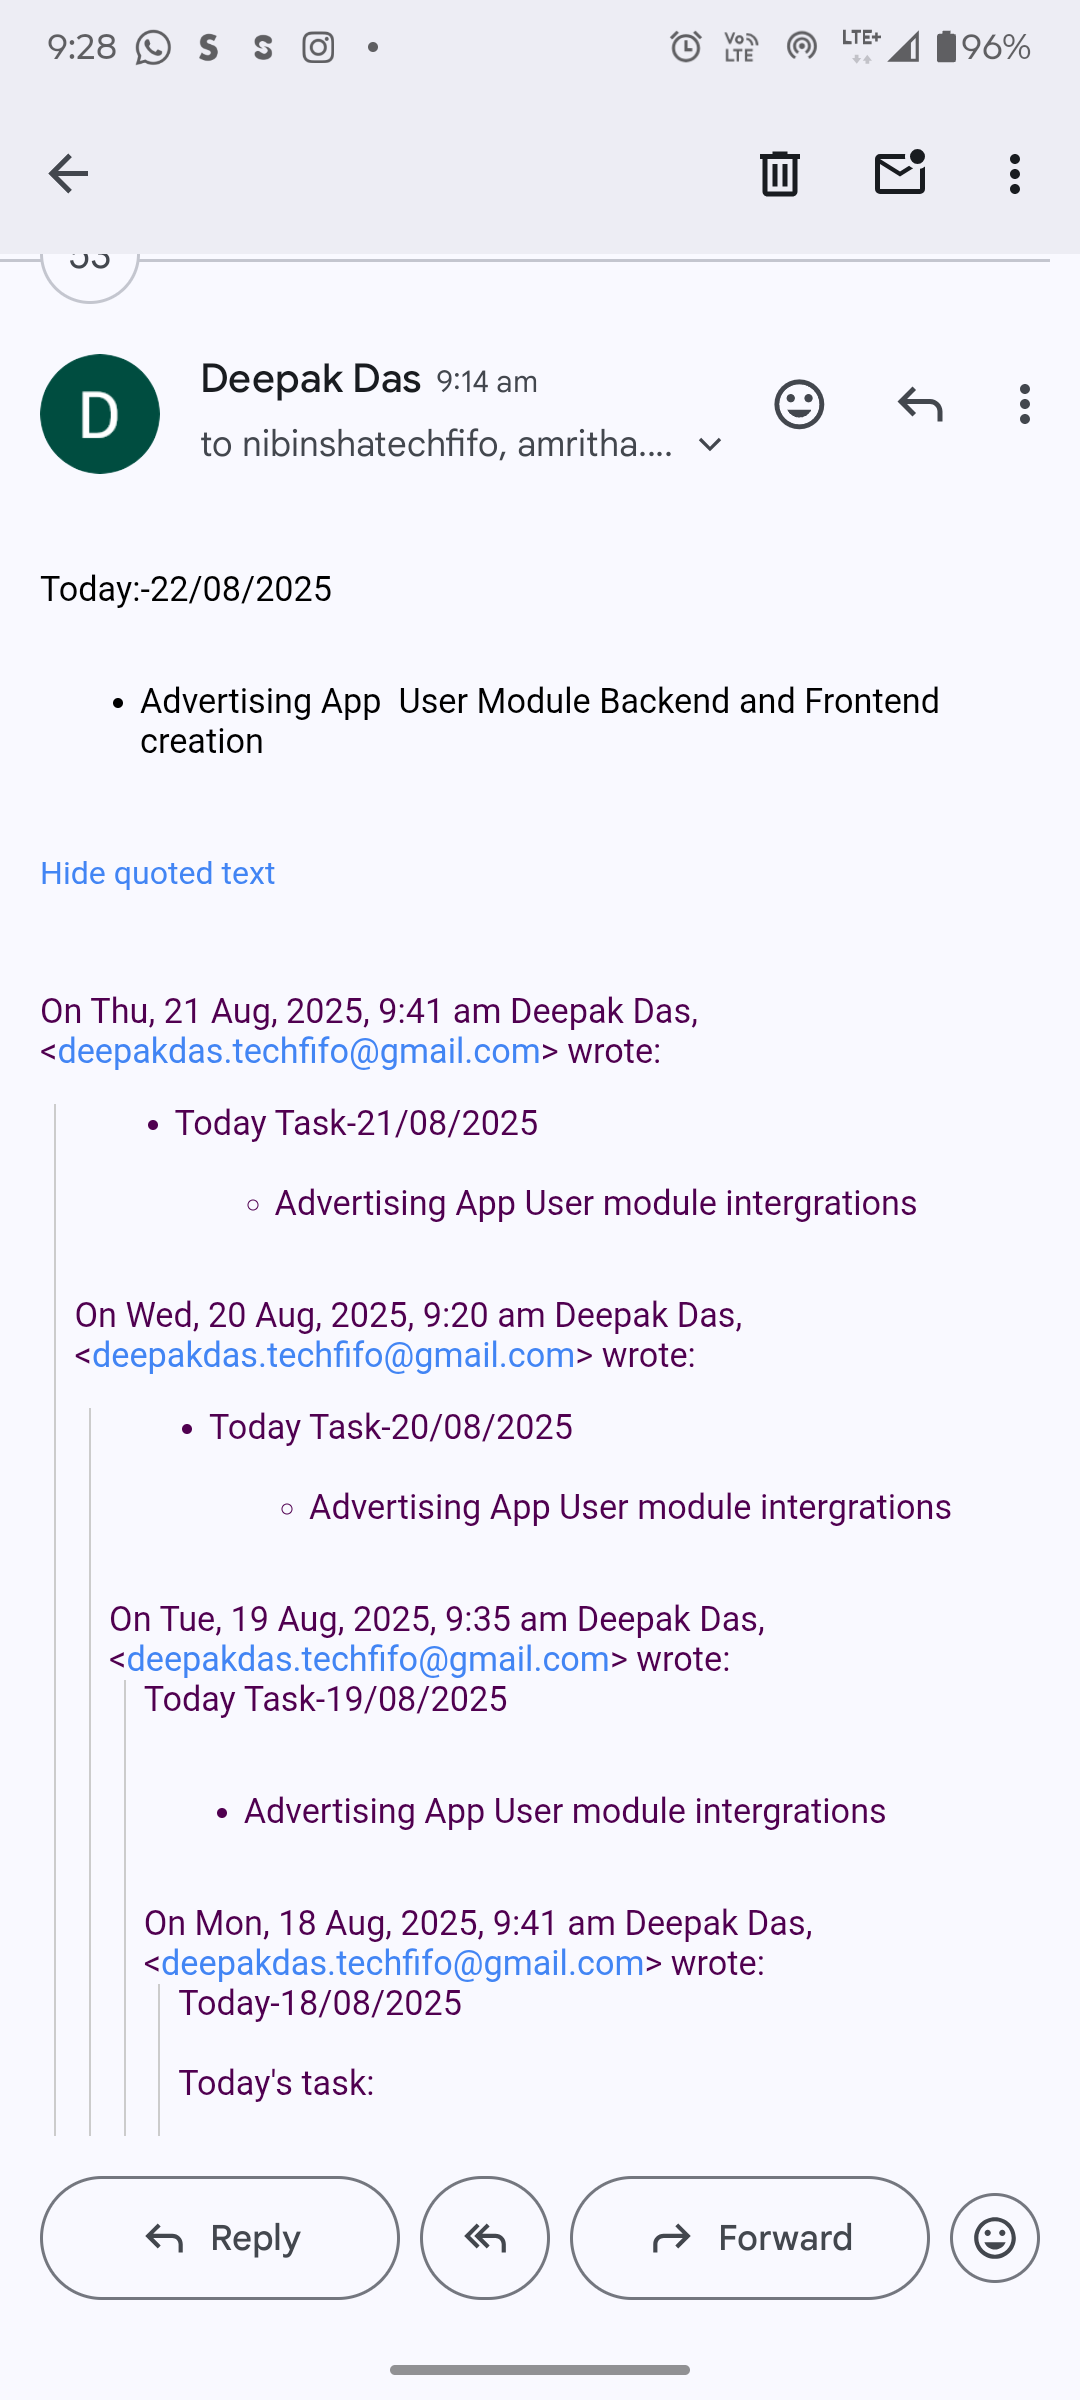 9:28
VoLTE
LTE+
96%
53
D
Deepak Das 9:14 am
to nibinshatechfifo, amritha....
Today:-22/08/2025
• Advertising App  User Module Backend and Frontend
creation
Hide quoted text
On Thu, 21 Aug, 2025, 9:41 am Deepak Das,
<deepakdas.techfifo@gmail.com> wrote:
• Today Task-21/08/2025
◦ Advertising App User module intergrations
On Wed, 20 Aug, 2025, 9:20 am Deepak Das,
<deepakdas.techfifo@gmail.com> wrote:
• Today Task-20/08/2025
◦ Advertising App User module intergrations
On Tue, 19 Aug, 2025, 9:35 am Deepak Das,
<deepakdas.techfifo@gmail.com> wrote:
Today Task-19/08/2025
• Advertising App User module intergrations
On Mon, 18 Aug, 2025, 9:41 am Deepak Das,
<deepakdas.techfifo@gmail.com> wrote:
Today-18/08/2025
Today's task:
Reply
Forward